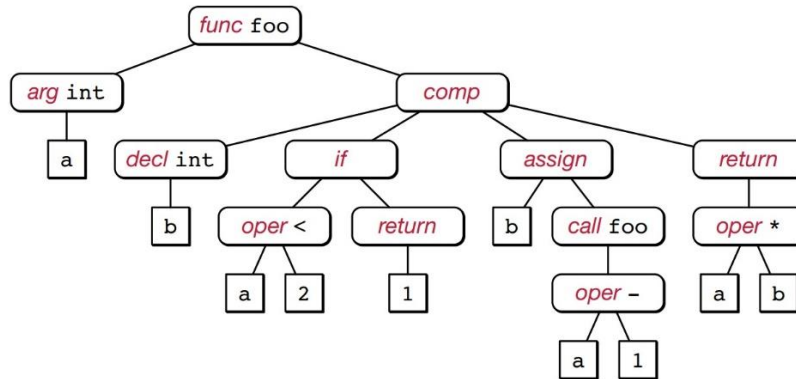 func foo
arg int
comp
a
decl int
if
assign
return
b
oper <
return
b
call foo
oper *
a
2
1
oper –
a
b
a
1